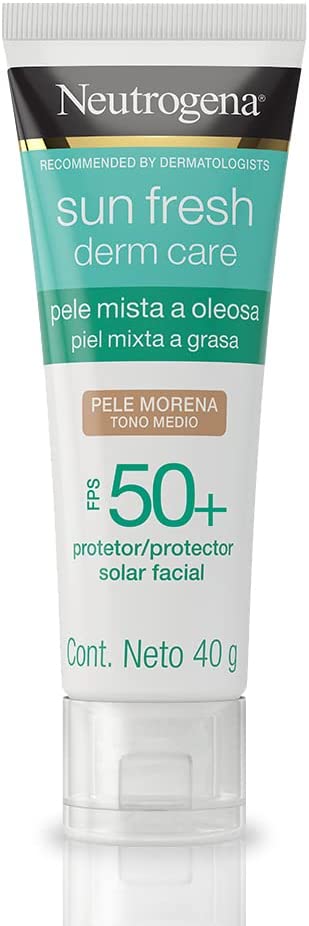 Neutrogena®
RECOMMENDED BY DERMATOLOGISTS
sun fresh
derm care
pele mista a oleosa
piel mixta a grasa
PELE MORENA
TONO MEDIO
FPS 50+
protetor/protector
solar facial
Cont. Neto 40 g